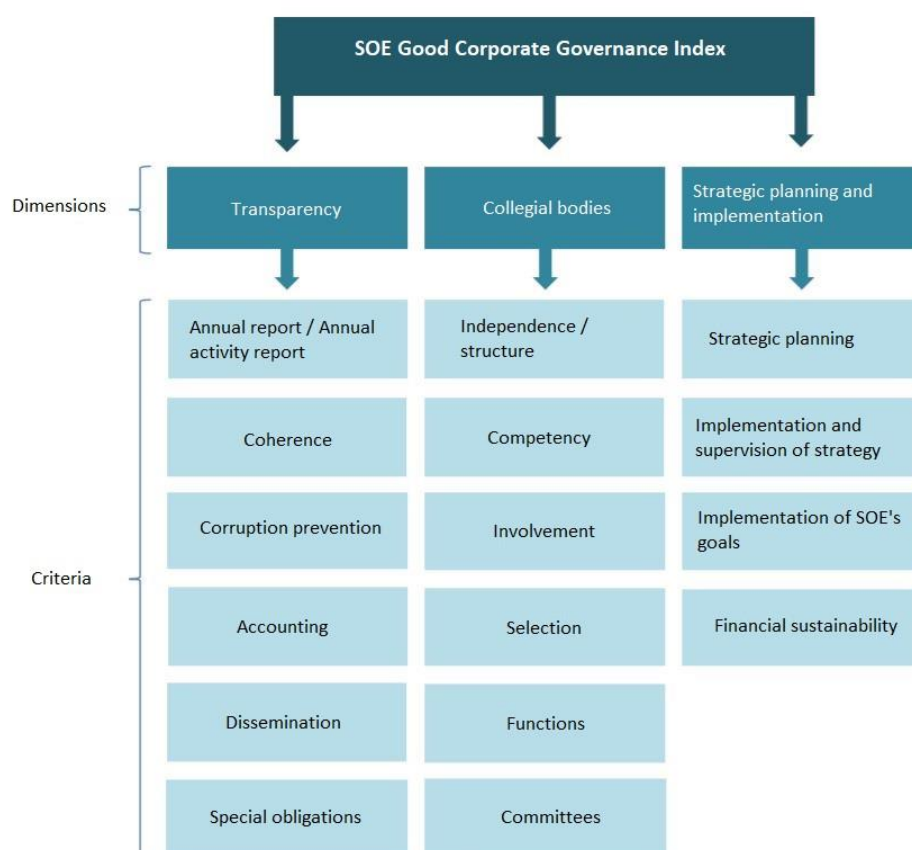 SOE Good Corporate Governance Index
Dimensions
Transparency
Collegial bodies
Strategic planning and
implementation
Criteria
Annual report / Annual
activity report
Coherence
Corruption prevention
Accounting
Dissemination
Special obligations
Independence /
structure
Competency
Involvement
Selection
Functions
Committees
Strategic planning
Implementation and
supervision of strategy
Implementation of SOE's
goals
Financial sustainability